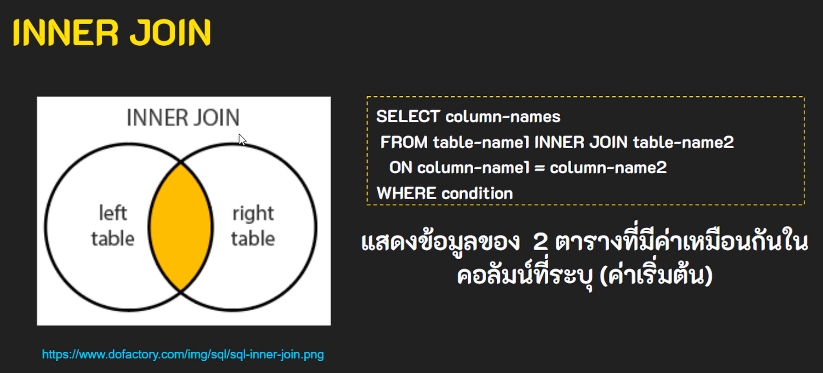 INNER JOIN
INNER JOIN
left
table
right
table
https://www.dofactory.com/img/sql/sql-inner-join.png
SELECT column-names
FROM table-name1 INNER JOIN table-name2
ON column-name1 = column-name2
WHERE condition
แสดงข้อมูลของ 2 ตารางที่มีค่าเหมือนกันใน
คอลัมน์ที่ระบุ (ค่าเริ่มต้น)